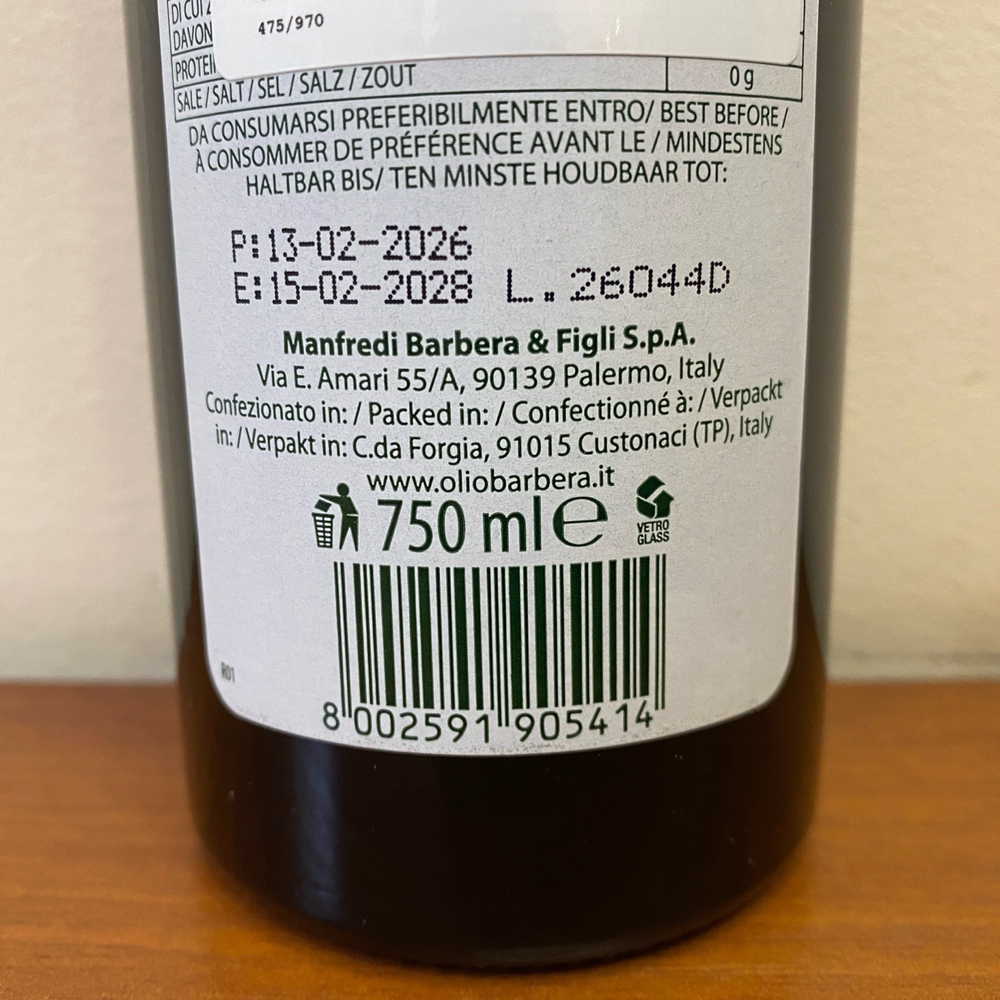 475/970
DI CUI
DAVON
PROTEI
SALE / SALT / SEL / SALZ / ZOUT 0 g
DA CONSUMARSI PREFERIBILMENTE ENTRO/ BEST BEFORE /
À CONSOMMER DE PRÉFÉRENCE AVANT LE / MINDESTENS
HALTBAR BIS/ TEN MINSTE HOUDBAAR TOT:
P:13-02-2026
E:15-02-2028 L.26044D
Manfredi Barbera & Figli S.p.A.
Via E. Amari 55/A, 90139 Palermo, Italy
Confezionato in: / Packed in: / Confectionné à: / Verpackt
in: / Verpakt in: C.da Forgia, 91015 Custonaci (TP), Italy
www.oliobarbera.it
750 ml e
VETRO
GLASS
R01
8 002591 905414